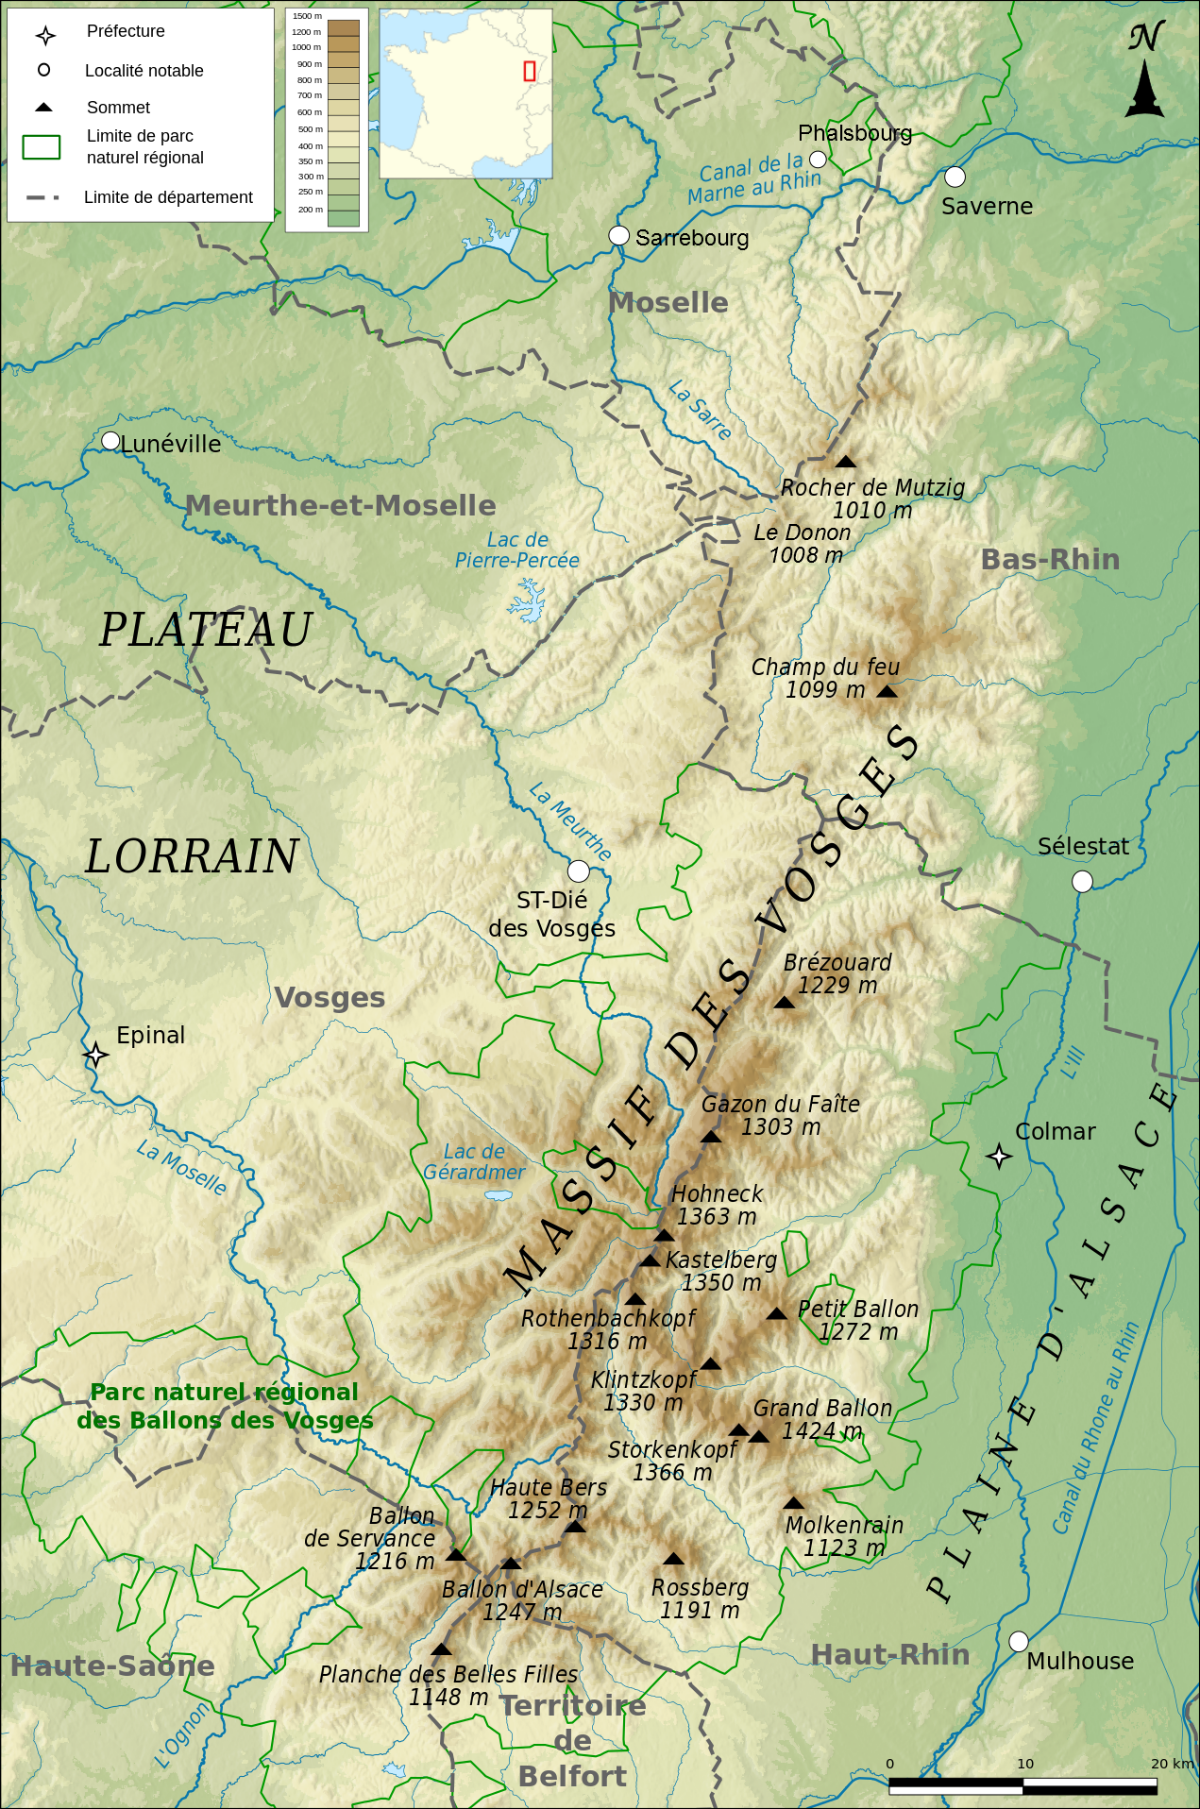 Préfecture
Localité notable
Sommet
Limite de parc
naturel régional
Limite de département
1500 m
1200 m
1000 m
900 m
800 m
700 m
600 m
500 m
400 m
350 m
300 m
250 m
200 m
N
Phalsbourg
Canal de la
Marne au Rhin
Saverne
Sarrebourg
Moselle
La Sarre
Lunéville
Meurthe-et-Moselle
Rocher de Mutzig
1010 m
Le Donon
1008 m
Lac de
Pierre-Percée
Bas-Rhin
PLATEAU
LORRAIN
Champ du feu
1099 m
La Meurthe
ST-Dié
des Vosges
Sélestat
MASSIF DES VOSGES
Brézouard
1229 m
Vosges
Epinal
L'Ill
Gazon du Faîte
1303 m
Colmar
La Moselle
Lac de
Gérardmer
Hohneck
1363 m
Kastelberg
1350 m
Rothenbachkopf
1316 m
Petit Ballon
1272 m
Klintzkopf
1330 m
PLAINE D'ALSACE
Canal du Rhone au Rhin
Parc naturel régional
des Ballons des Vosges
Grand Ballon
1424 m
Storkenkopf
1366 m
Haute Bers
1252 m
Ballon
de Servance
1216 m
Molkenrain
1123 m
Ballon d'Alsace
1247 m
Rossberg
1191 m
Haute-Saône
Haut-Rhin
Mulhouse
Planche des Belles Filles
1148 m
Territoire
de
Belfort
L'Ognon
0 10 20 km